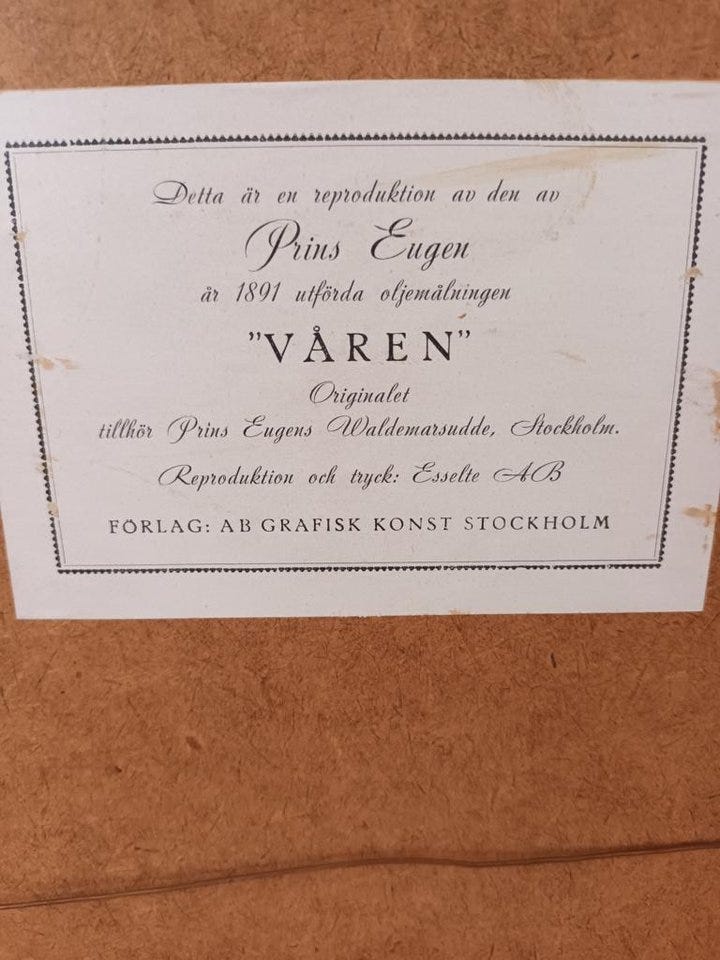 Detta är en reproduktion av den av
Prins Eugen
år 1891 utförda oljemålningen
"VÅREN"
Originalet
tillhör Prins Eugens Waldemarsudde, Stockholm.
Reproduktion och tryck: Esselte AB
FÖRLAG: AB GRAFISK KONST STOCKHOLM